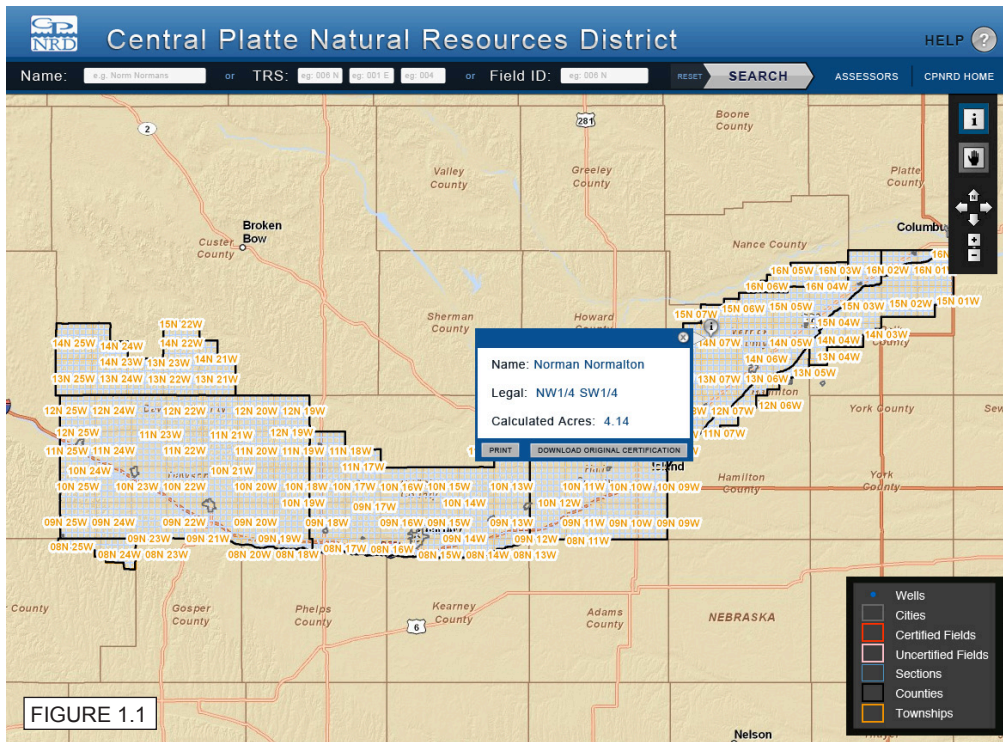 CP
NRD
Central Platte Natural Resources District
HELP ?
Name: e.g. Norm Normans or TRS: eg: 006 N eg: 001 E eg: 004 or Field ID: eg: 006 N RESET SEARCH ASSESSORS CPNRD HOME
2
281
Boone
County
Valley
County
Greeley
County
Platte
County
Broken
Bow
Custer
County
Columbu
Nance County
Sherman
County
Howard
16N 05W 16N 03W 16N 02W
16N 06W 16N 04W
15N 07W 15N 06W 15N 05W 15N 03W 15N 02W 15N 01W
15N 04W
15N 22W
14N 25W 14N 24W 14N 22W
14N 23W 13N 23W 14N 21W
13N 25W 13N 24W 13N 22W 13N 21W
14N 07W 14N 05W 14N 04W 14N 03W
County
14N 06W 13N 04W
13N 07W 13N 06W 13N 05W
Name: Norman Normalton
Legal: NW1/4 SW1/4
Calculated Acres: 4.14
PRINT DOWNLOAD ORIGINAL CERTIFICATION
12N 25W 12N 24W 12N 22W 12N 20W 12N 19W
12N 07W 12N 06W
12N 25W 11N 23W 11N 21W 12N 19W
11N 07W
11N 25W 11N 24W 11N 22W 11N 20W 11N 19W 11N 18W
11N 17W
10N 24W 10N 21W
10N 25W 10N 23W 10N 22W 10N 20W 10N 18W 10N 17W 10N 16W 10N 15W 10N 13W 10N 11W 10N 10W 10N 09W
10N 19W 09N 17W 10N 14W 10N 12W
09N 25W 09N 24W 09N 22W 09N 20W 09N 18W 09N 16W 09N 15W 09N 13W 09N 11W 09N 10W 09N 09W
09N 23W 09N 21W 09N 19W 09N 14W 09N 12W
08N 25W 08N 24W 08N 23W 08N 20W 08N 18W 08N 17W 08N 16W 08N 15W 08N 14W 08N 13W 08N 11W
York County
Hamilton
County
York
County
County
Gosper
County
Phelps
County
Kearney
County
6
Adams
County
NEBRASKA
Wells
Cities
Certified Fields
Uncertified Fields
Sections
Counties
Townships
FIGURE 1.1
Nelson